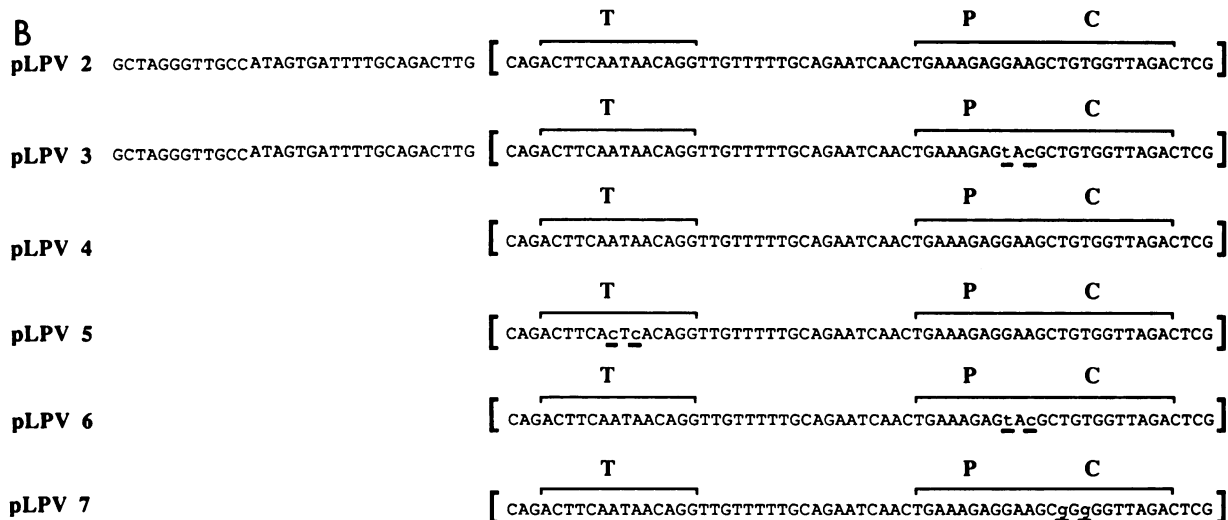 B
T P C
pLPV 2 GCTAGGGTTGCCATAGTGATTTTGCAGACTTG [ CAGACTTCAATAACAGGTTGTTTTTGCAGAATCAACTGAAAGAGGAAGCTGTGGTTAGACTCG ]
T P C
pLPV 3 GCTAGGGTTGCCATAGTGATTTTGCAGACTTG [ CAGACTTCAATAACAGGTTGTTTTTGCAGAATCAACTGAAAGAGtAcGCTGTGGTTAGACTCG ]
T P C
pLPV 4 [ CAGACTTCAATAACAGGTTGTTTTTGCAGAATCAACTGAAAGAGGAAGCTGTGGTTAGACTCG ]
T P C
pLPV 5 [ CAGACTTCAcTcACAGGTTGTTTTTGCAGAATCAACTGAAAGAGGAAGCTGTGGTTAGACTCG ]
T P C
pLPV 6 [ CAGACTTCAATAACAGGTTGTTTTTGCAGAATCAACTGAAAGAGtAcGCTGTGGTTAGACTCG ]
T P C
pLPV 7 [ CAGACTTCAATAACAGGTTGTTTTTGCAGAATCAACTGAAAGAGGAAGCgGgGGTTAGACTCG ]